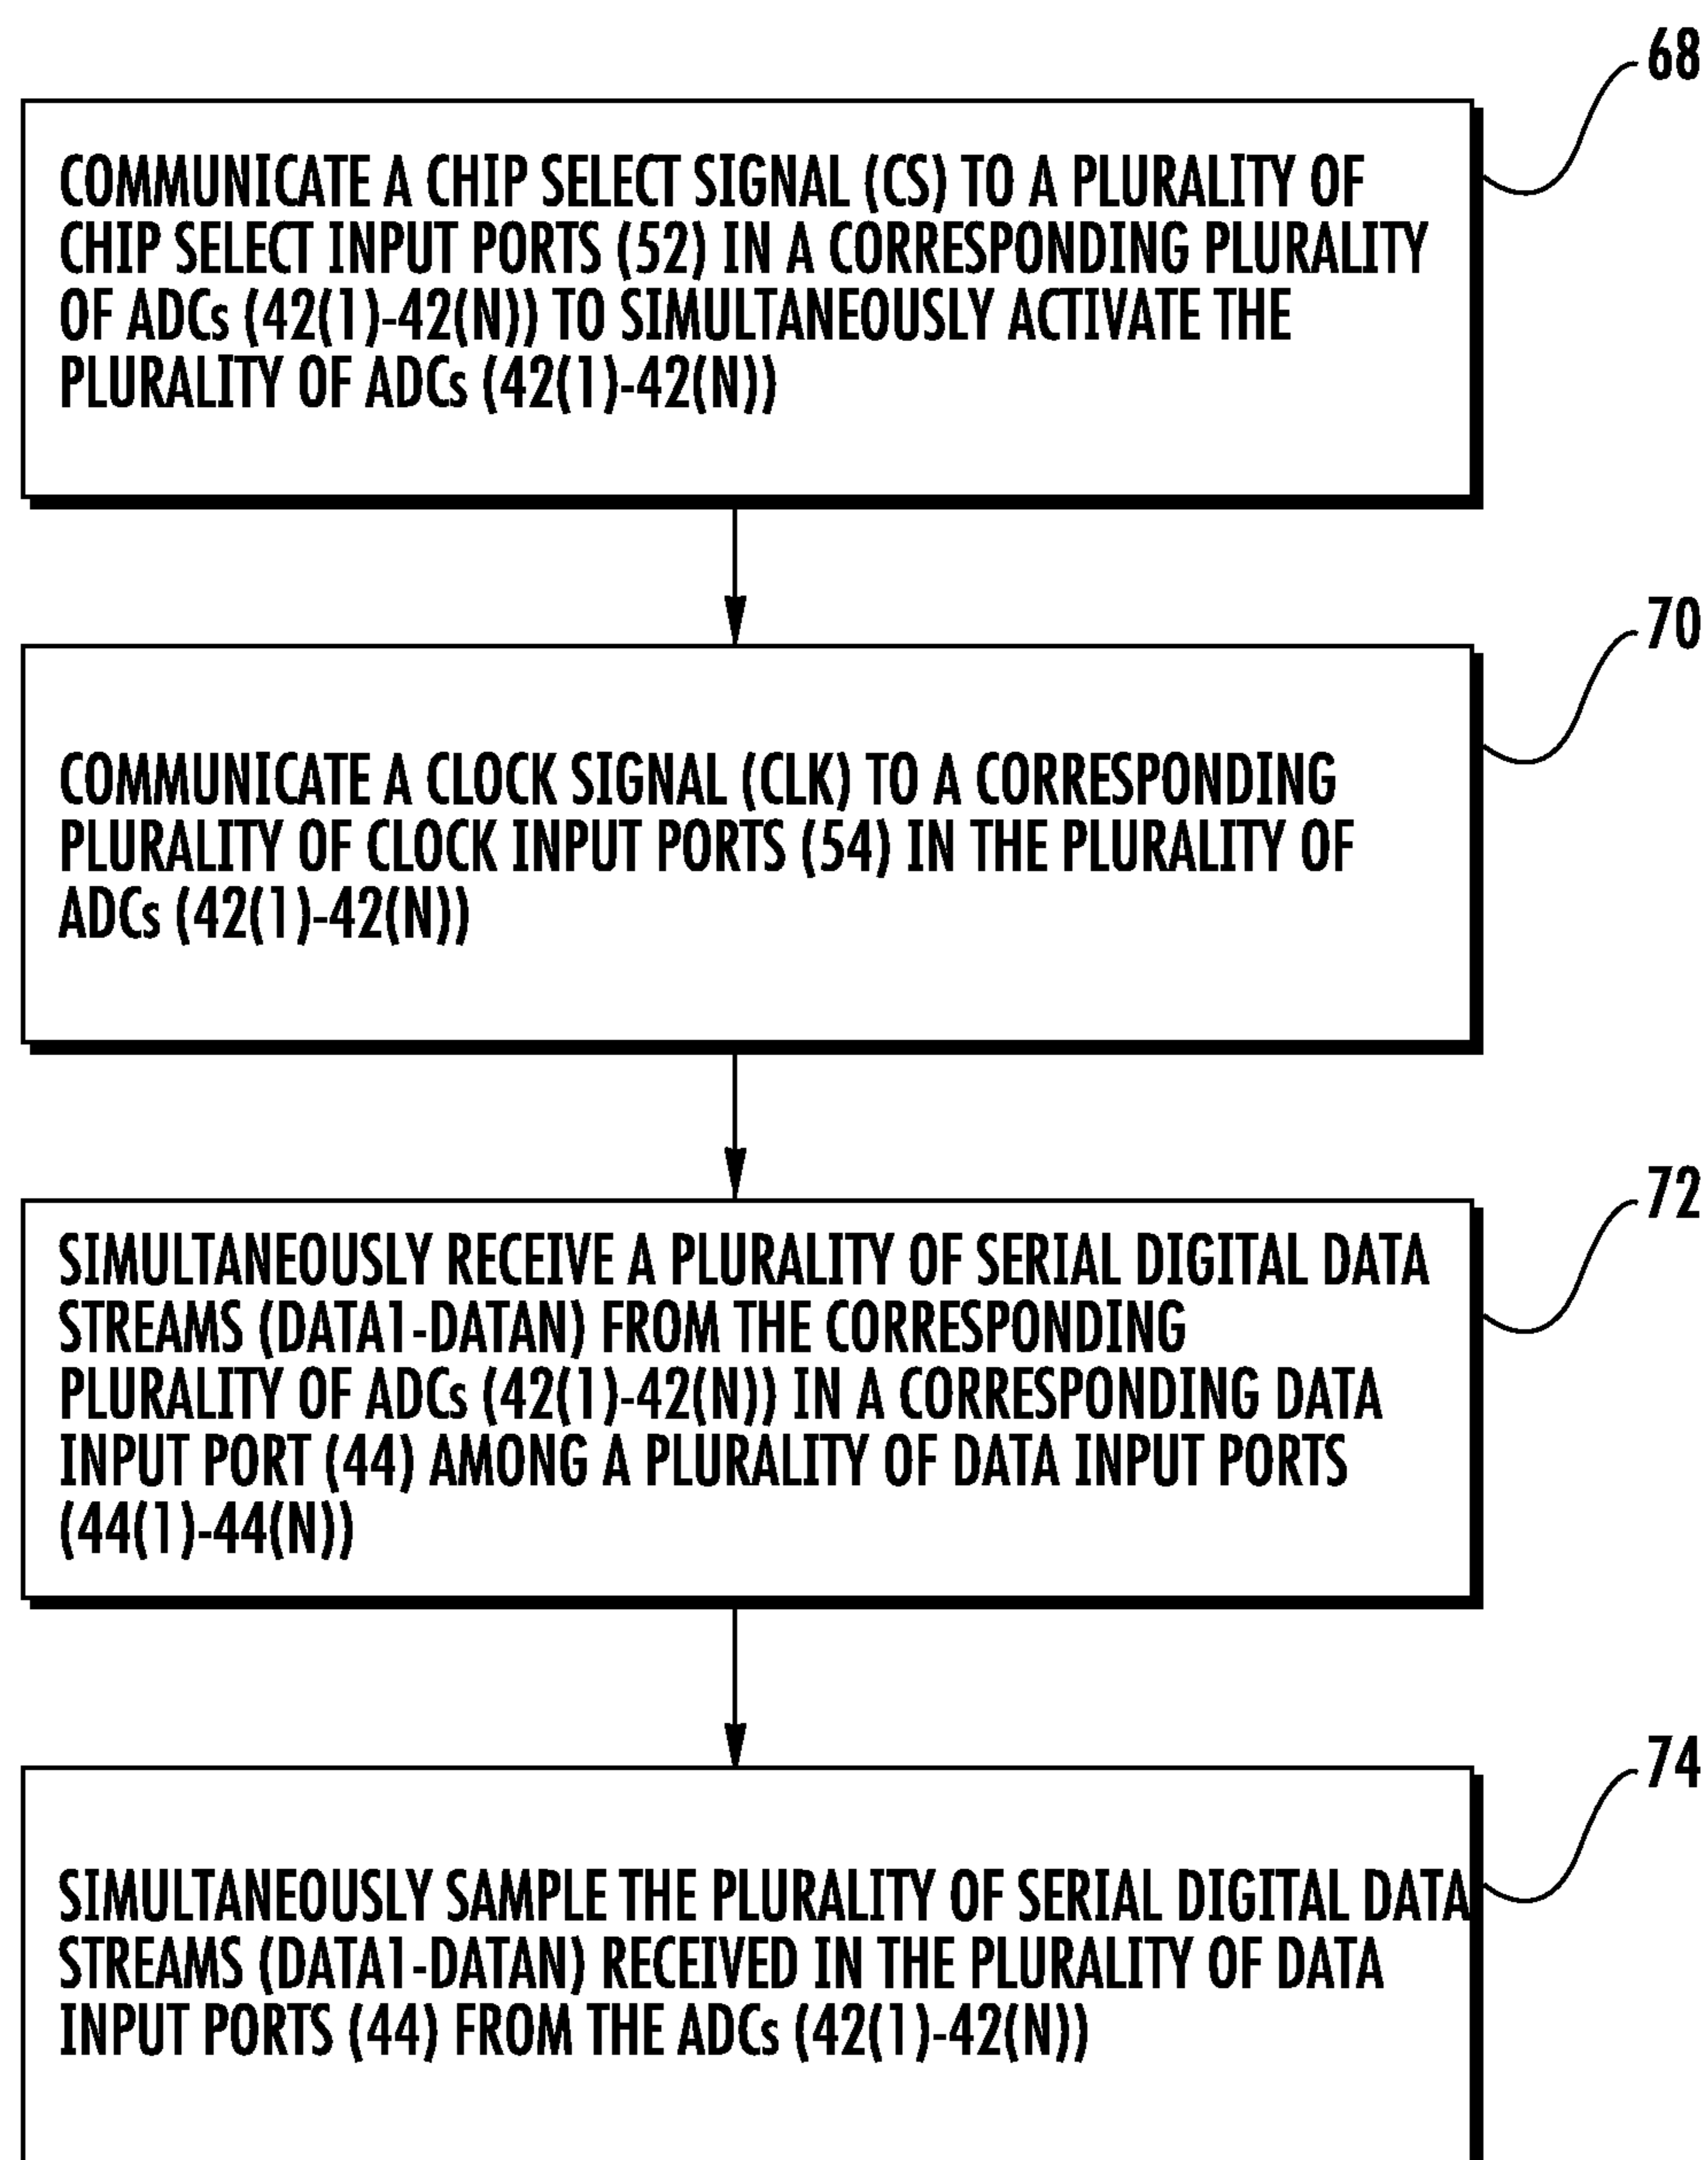 68
COMMUNICATE A CHIP SELECT SIGNAL (CS) TO A PLURALITY OF
CHIP SELECT INPUT PORTS (52) IN A CORRESPONDING PLURALITY
OF ADCs (42(1)-42(N)) TO SIMULTANEOUSLY ACTIVATE THE
PLURALITY OF ADCs (42(1)-42(N))
70
COMMUNICATE A CLOCK SIGNAL (CLK) TO A CORRESPONDING
PLURALITY OF CLOCK INPUT PORTS (54) IN THE PLURALITY OF
ADCs (42(1)-42(N))
72
SIMULTANEOUSLY RECEIVE A PLURALITY OF SERIAL DIGITAL DATA
STREAMS (DATA1-DATAN) FROM THE CORRESPONDING
PLURALITY OF ADCs (42(1)-42(N)) IN A CORRESPONDING DATA
INPUT PORT (44) AMONG A PLURALITY OF DATA INPUT PORTS
(44(1)-44(N))
74
SIMULTANEOUSLY SAMPLE THE PLURALITY OF SERIAL DIGITAL DATA
STREAMS (DATA1-DATAN) RECEIVED IN THE PLURALITY OF DATA
INPUT PORTS (44) FROM THE ADCs (42(1)-42(N))